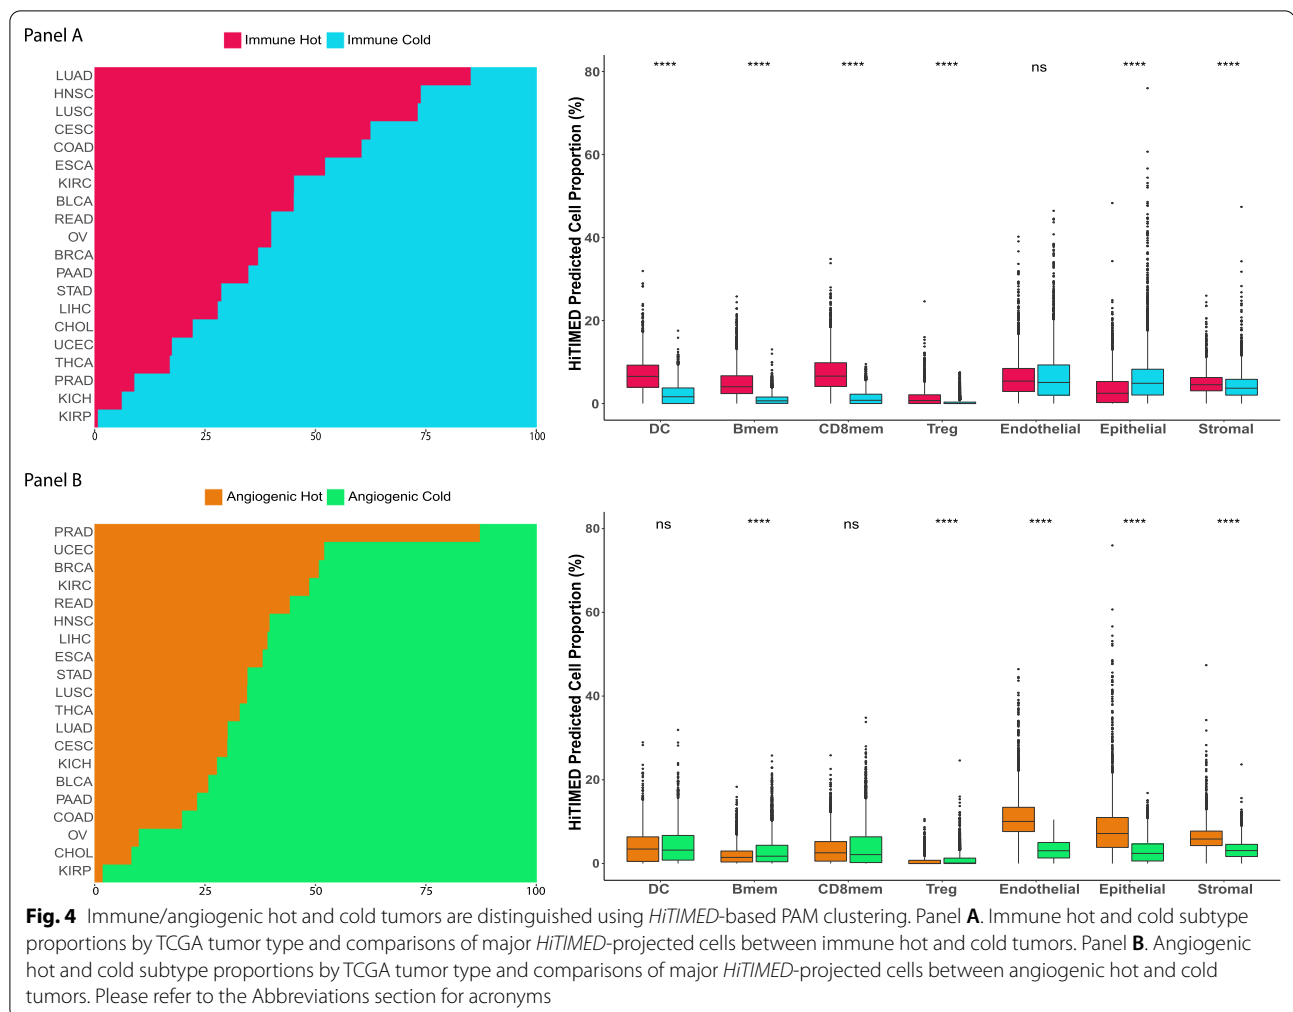 Panel A
Immune Hot Immune Cold
LUAD
HNSC
LUSC
CESC
COAD
ESCA
KIRC
BLCA
READ
OV
BRCA
PAAD
STAD
LIHC
CHOL
UCEC
THCA
PRAD
KICH
KIRP
0 25 50 75 100
HiTIMED Predicted Cell Proportion (%)
80
60
40
20
0
**** **** **** **** ns **** ****
DC Bmem CD8mem Treg Endothelial Epithelial Stromal
Panel B
Angiogenic Hot Angiogenic Cold
PRAD
UCEC
BRCA
KIRC
READ
HNSC
LIHC
ESCA
STAD
LUSC
THCA
LUAD
CESC
KICH
BLCA
PAAD
COAD
OV
CHOL
KIRP
0 25 50 75 100
HiTIMED Predicted Cell Proportion (%)
80
60
40
20
0
ns **** ns **** **** **** ****
DC Bmem CD8mem Treg Endothelial Epithelial Stromal
Fig. 4 Immune/angiogenic hot and cold tumors are distinguished using HiTIMED-based PAM clustering. Panel A. Immune hot and cold subtype
proportions by TCGA tumor type and comparisons of major HiTIMED-projected cells between immune hot and cold tumors. Panel B. Angiogenic
hot and cold subtype proportions by TCGA tumor type and comparisons of major HiTIMED-projected cells between angiogenic hot and cold
tumors. Please refer to the Abbreviations section for acronyms